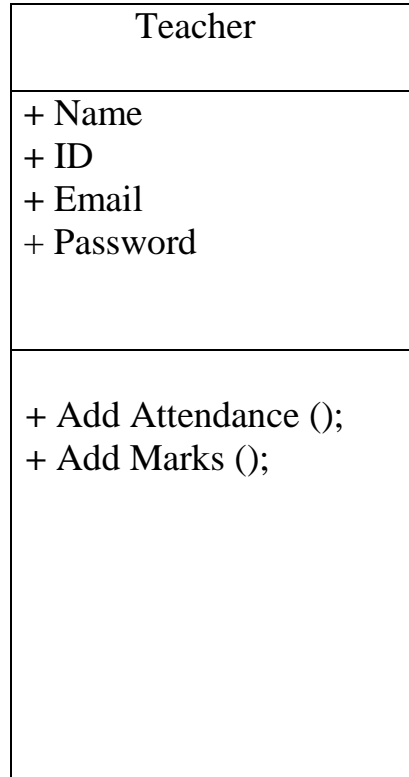 Teacher
+ Name
+ ID
+ Email
+ Password
+ Add Attendance ();
+ Add Marks ();